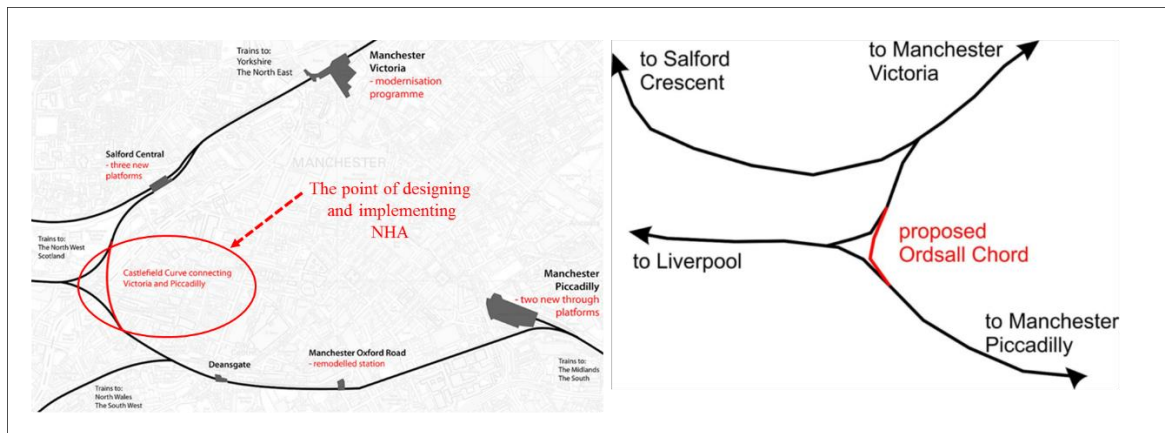 Trains to:
Yorkshire
The North East
Manchester
Victoria
- modernisation
programme
Salford Central
- three new
platforms
MANCHESTER
The point of designing
and implementing
NHA
Trains to:
The North West
Scotland
Castlefield Curve connecting
Victoria and Piccadilly
Manchester
Piccadilly
- two new through
platforms
Deansgate
Manchester Oxford Road
- remodelled station
Trains to:
The Midlands
The South
Trains to:
North Wales
The South West
to Salford
Crescent
to Manchester
Victoria
proposed
Ordsall Chord
to Liverpool
to Manchester
Piccadilly